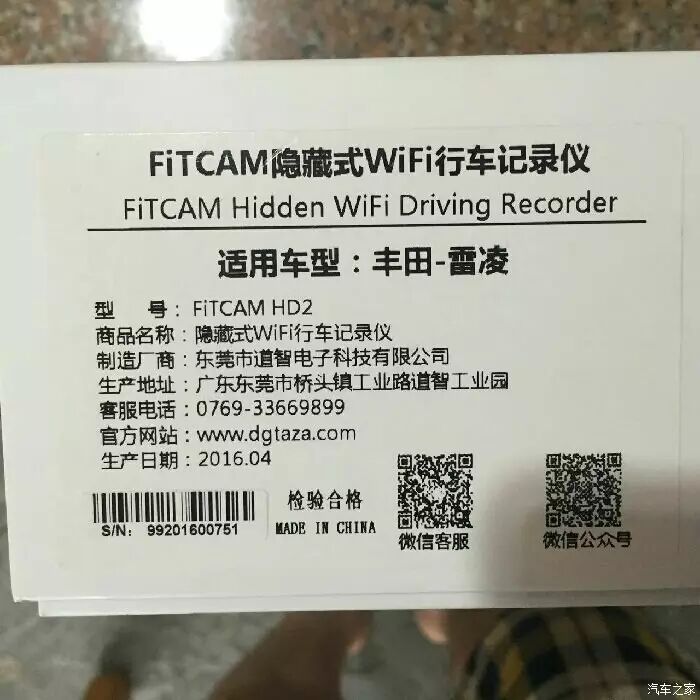 FiTCAM隐藏式WiFi行车记录仪
FiTCAM Hidden WiFi Driving Recorder
适用车型：丰田-雷凌
型 号：FiTCAM HD2
商品名称：隐藏式WiFi行车记录仪
制造厂商：东莞市道智电子科技有限公司
生产地址：广东东莞市桥头镇工业路道智工业园
客服电话：0769-33669899
官方网站：www.dgtaza.com
生产日期：2016.04
检验合格
MADE IN CHINA
S/N: 99201600751
微信客服
微信公众号
汽车之家